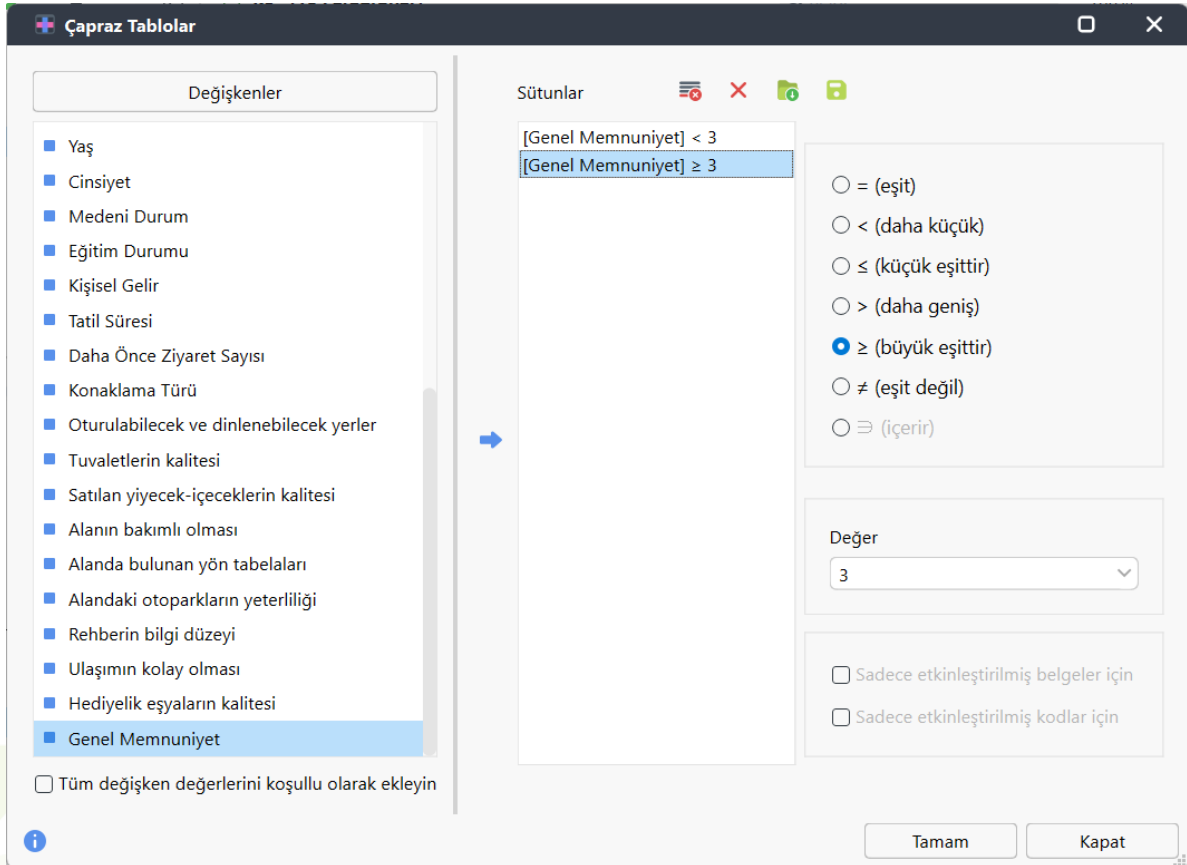 Çapraz Tablolar
Değişkenler
Yaş
Cinsiyet
Medeni Durum
Eğitim Durumu
Kişisel Gelir
Tatil Süresi
Daha Önce Ziyaret Sayısı
Konaklama Türü
Oturulabilecek ve dinlenebilecek yerler
Tuvaletlerin kalitesi
Satılan yiyecek-içeceklerin kalitesi
Alanın bakımlı olması
Alanda bulunan yön tabelaları
Alandaki otoparkların yeterliliği
Rehberin bilgi düzeyi
Ulaşımın kolay olması
Hediyelik eşyaların kalitesi
Genel Memnuniyet
Tüm değişken değerlerini koşullu olarak ekleyin
Sütunlar
[Genel Memnuniyet] < 3
[Genel Memnuniyet] ≥ 3
= (eşit)
< (daha küçük)
≤ (küçük eşittir)
> (daha geniş)
≥ (büyük eşittir)
≠ (eşit değil)
∋ (içerir)
Değer
3
Sadece etkinleştirilmiş belgeler için
Sadece etkinleştirilmiş kodlar için
Tamam
Kapat